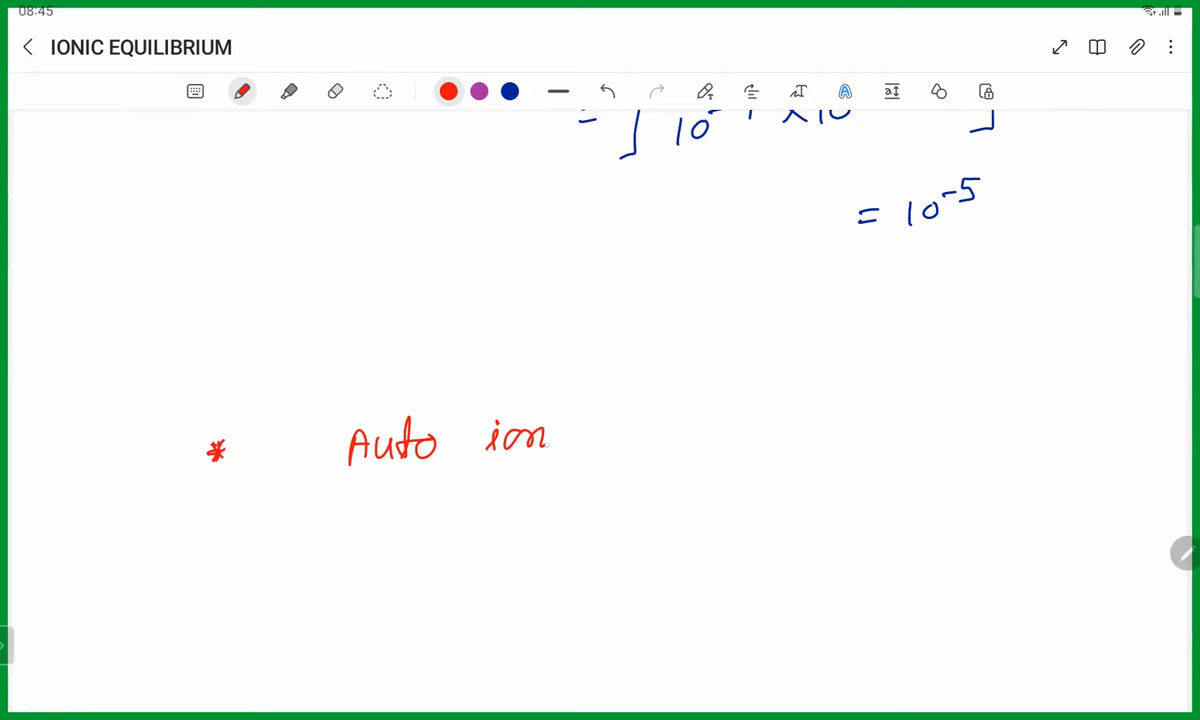 08:45
IONIC EQUILIBRIUM
= 10⁻⁵
* Auto ion